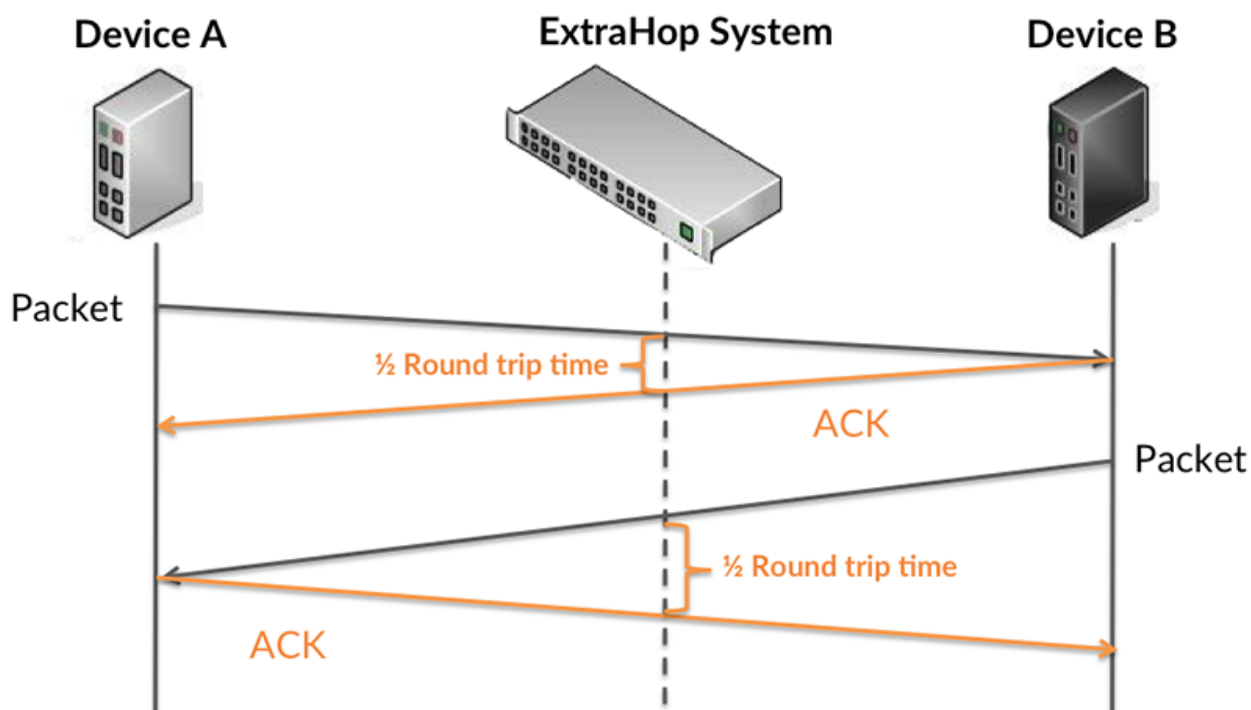 Device A
ExtraHop System
Device B
Packet
½ Round trip time
ACK
Packet
½ Round trip time
ACK